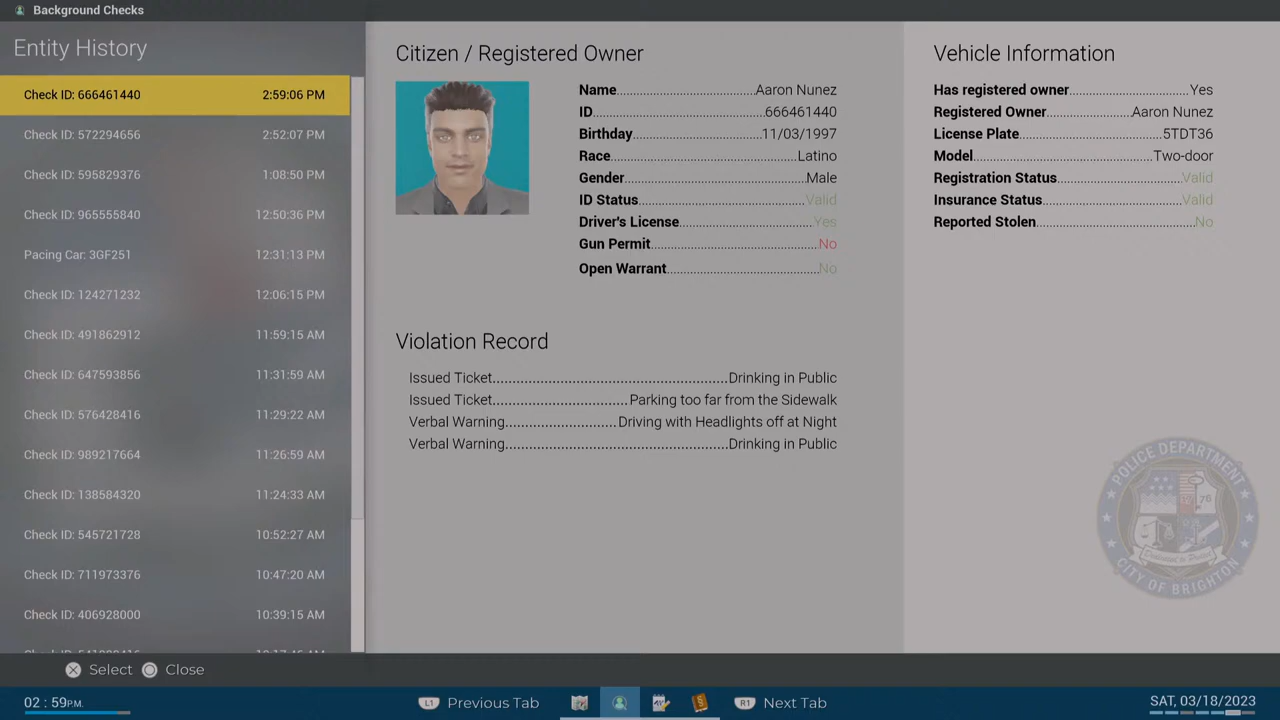 Background Checks
Entity History
Check ID: 666461440 2:59:06 PM
Check ID: 572294656 2:52:07 PM
Check ID: 595829376 1:08:50 PM
Check ID: 965555840 12:50:36 PM
Pacing Car: 3GF251 12:31:13 PM
Check ID: 124271232 12:06:15 PM
Check ID: 491862912 11:59:15 AM
Check ID: 647593856 11:31:59 AM
Check ID: 576428416 11:29:22 AM
Check ID: 989217664 11:26:59 AM
Check ID: 138584320 11:24:33 AM
Check ID: 545721728 10:52:27 AM
Check ID: 711973376 10:47:20 AM
Check ID: 406928000 10:39:15 AM
Citizen / Registered Owner
Name Aaron Nunez
ID 666461440
Birthday 11/03/1997
Race Latino
Gender Male
ID Status Valid
Driver's License Yes
Gun Permit No
Open Warrant No
Violation Record
Issued Ticket Drinking in Public
Issued Ticket Parking too far from the Sidewalk
Verbal Warning Driving with Headlights off at Night
Verbal Warning Drinking in Public
Vehicle Information
Has registered owner Yes
Registered Owner Aaron Nunez
License Plate 5TDT36
Model Two-door
Registration Status Valid
Insurance Status Valid
Reported Stolen No
POLICE DEPARTMENT
76
CITY OF BRIGHTON
Select Close
02 : 59 P.M.
L1 Previous Tab
R1 Next Tab
SAT, 03/18/2023